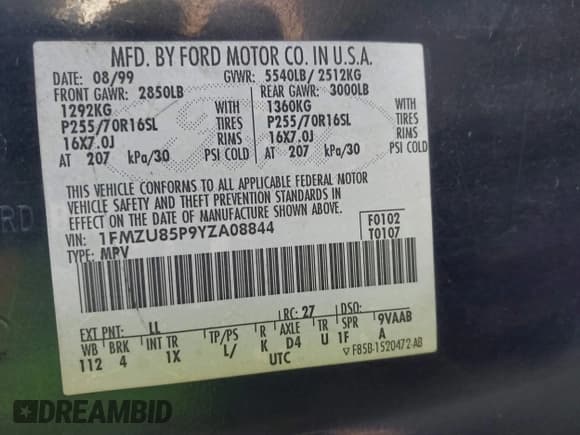 MFD. BY FORD MOTOR CO. IN U.S.A.
DATE: 08/99 GVWR: 5540LB/ 2512KG
FRONT GAWR: 2850LB REAR GAWR: 3000LB
1292KG WITH 1360KG WITH
P255/70R16SL TIRES P255/70R16SL TIRES
16X7.0J RIMS 16X7.0J RIMS
AT 207 kPa/30 PSI COLD AT 207 kPa/30 PSI COLD
THIS VEHICLE CONFORMS TO ALL APPLICABLE FEDERAL MOTOR
VEHICLE SAFETY AND THEFT PREVENTION STANDARDS IN
EFFECT ON THE DATE OF MANUFACTURE SHOWN ABOVE.
VIN: 1FMZU85P9YZA08844 F0102
TYPE: MPV T0107
EXT PNT: LL RC: 27 DSO:
WB BRK INT TR TP/PS R AXLE TR SPR 9VAAB
112 4 1X L/ K D4 U 1F A
UTC ▽ F85B-1520472-AB
DREAMBID